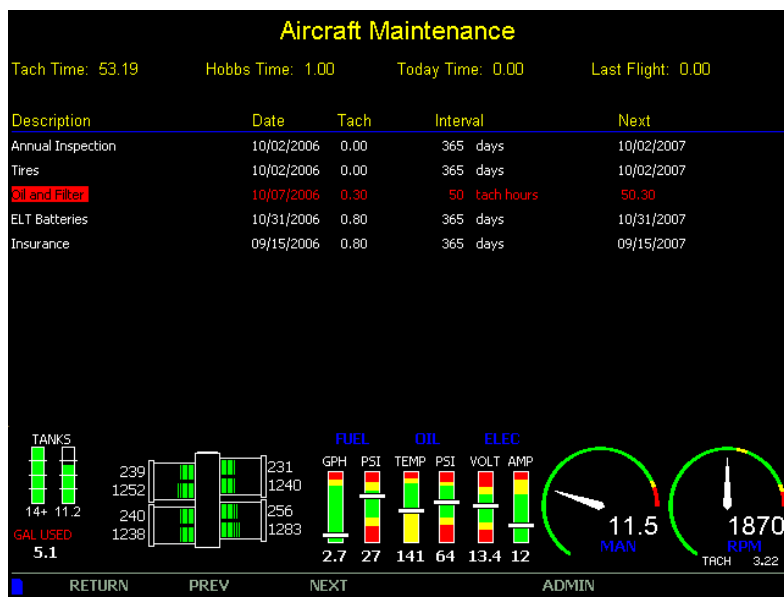 Aircraft Maintenance
Tach Time: 53.19 Hobbs Time: 1.00 Today Time: 0.00 Last Flight: 0.00
Description Date Tach Interval Next
Annual Inspection 10/02/2006 0.00 365 days 10/02/2007
Tires 10/02/2006 0.00 365 days 10/02/2007
Oil and Filter 10/07/2006 0.30 50 tach hours 50.30
ELT Batteries 10/31/2006 0.80 365 days 10/31/2007
Insurance 09/15/2006 0.80 365 days 09/15/2007
TANKS FUEL OIL ELEC
GPH PSI TEMP PSI VOLT AMP
239 231
1252 1240
14+ 11.2 240 256
1238 1283
11.5 1870
GAL USED MAN RPM
5.1 2.7 27 141 64 13.4 12 TACH 3.22
RETURN PREV NEXT ADMIN